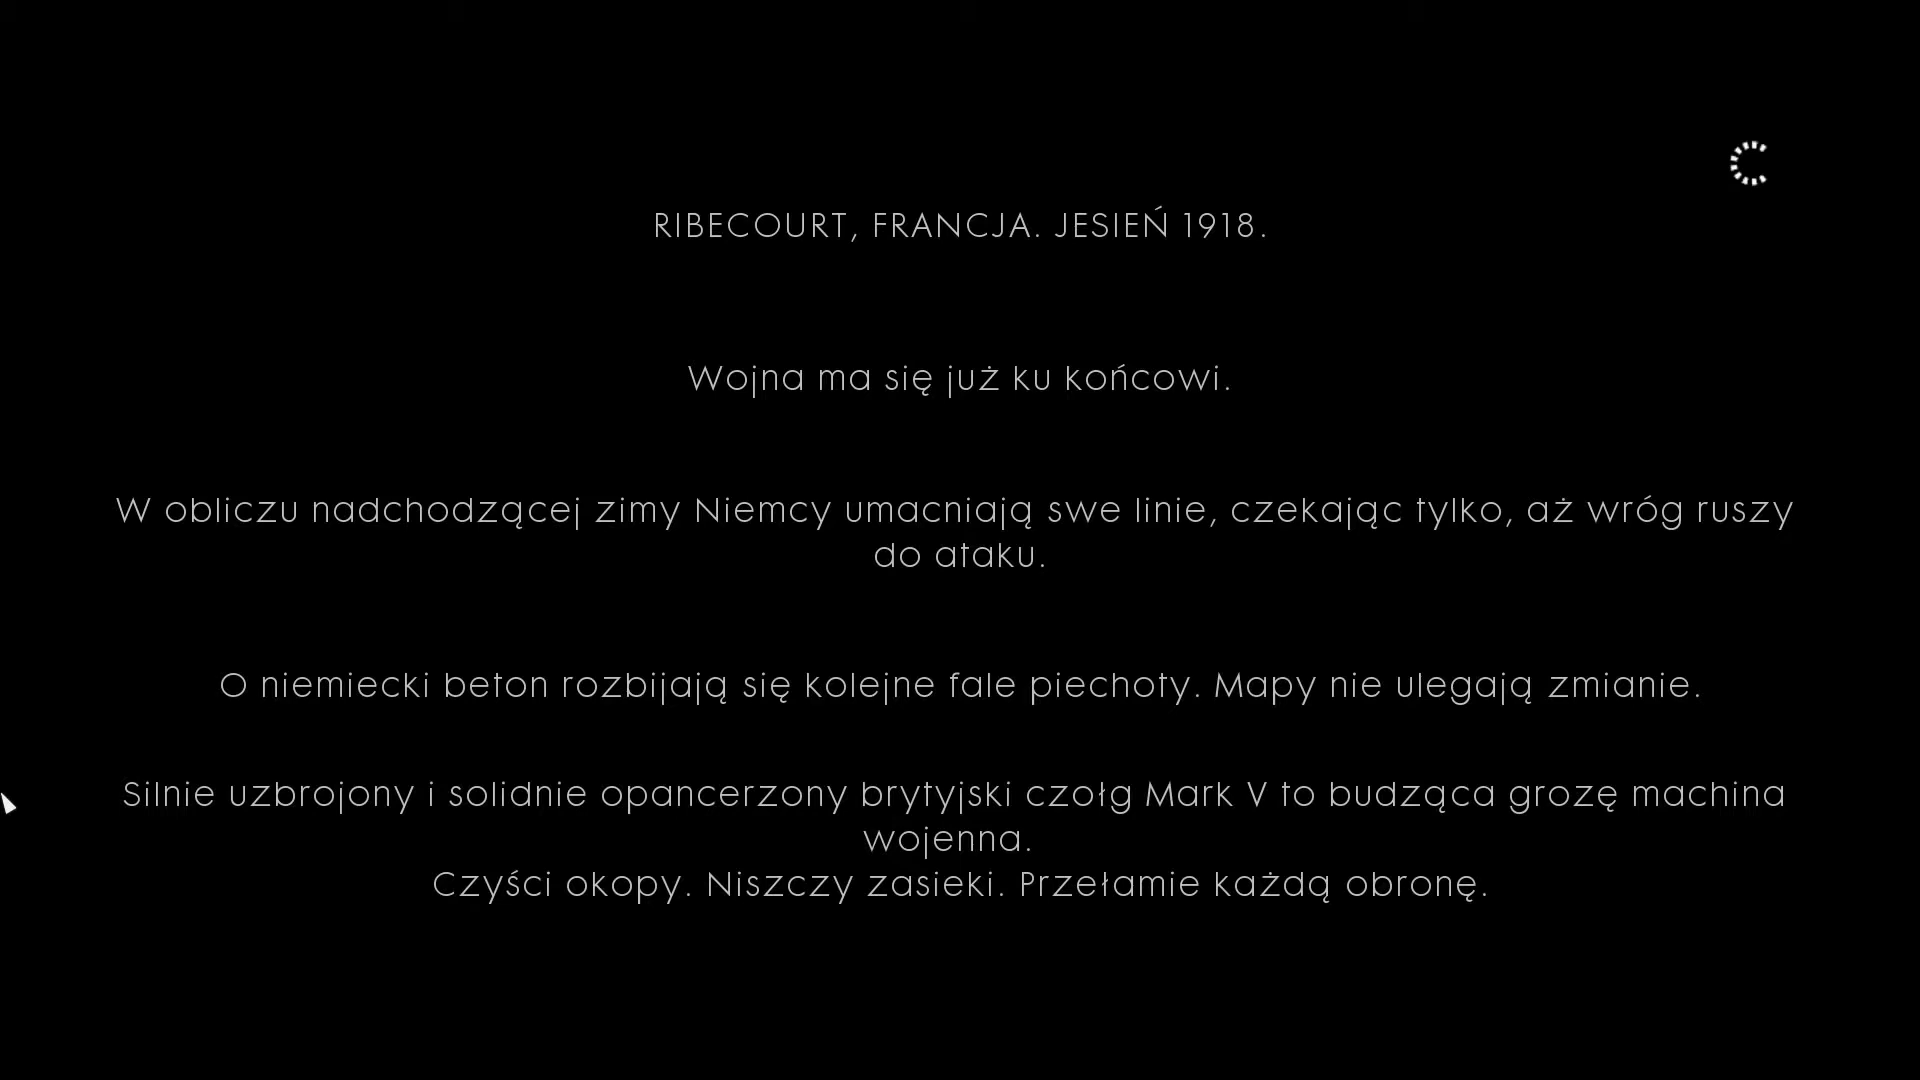 RIBECOURT, FRANCJA. JESIEŃ 1918.
Wojna ma się już ku końcowi.
W obliczu nadchodzącej zimy Niemcy umacniają swe linie, czekając tylko, aż wróg ruszy
do ataku.
O niemiecki beton rozbijają się kolejne fale piechoty. Mapy nie ulegają zmianie.
Silnie uzbrojony i solidnie opancerzony brytyjski czołg Mark V to budząca grozę machina
wojenna.
Czyści okopy. Niszczy zasieki. Przełamie każdą obronę.